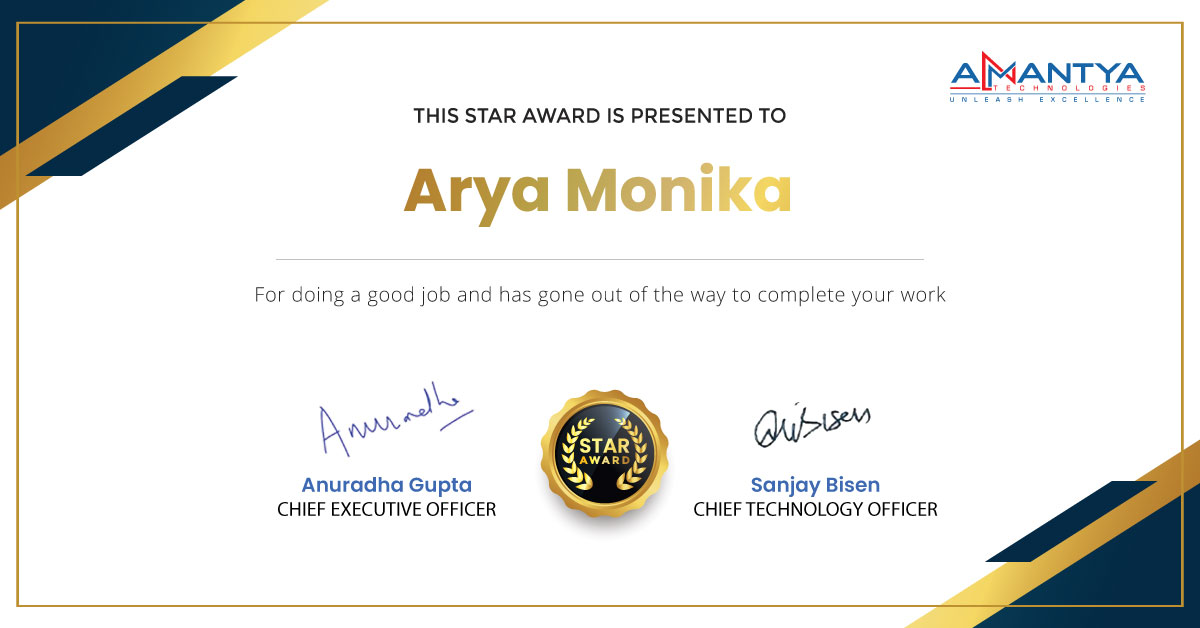 AMANTYA
TECHNOLOGIES
UNLEASH EXCELLENCE
THIS STAR AWARD IS PRESENTED TO
Arya Monika
For doing a good job and has gone out of the way to complete your work
Anuradha
STAR
AWARD
Anuradha Gupta
CHIEF EXECUTIVE OFFICER
Sanjay Bisen
CHIEF TECHNOLOGY OFFICER